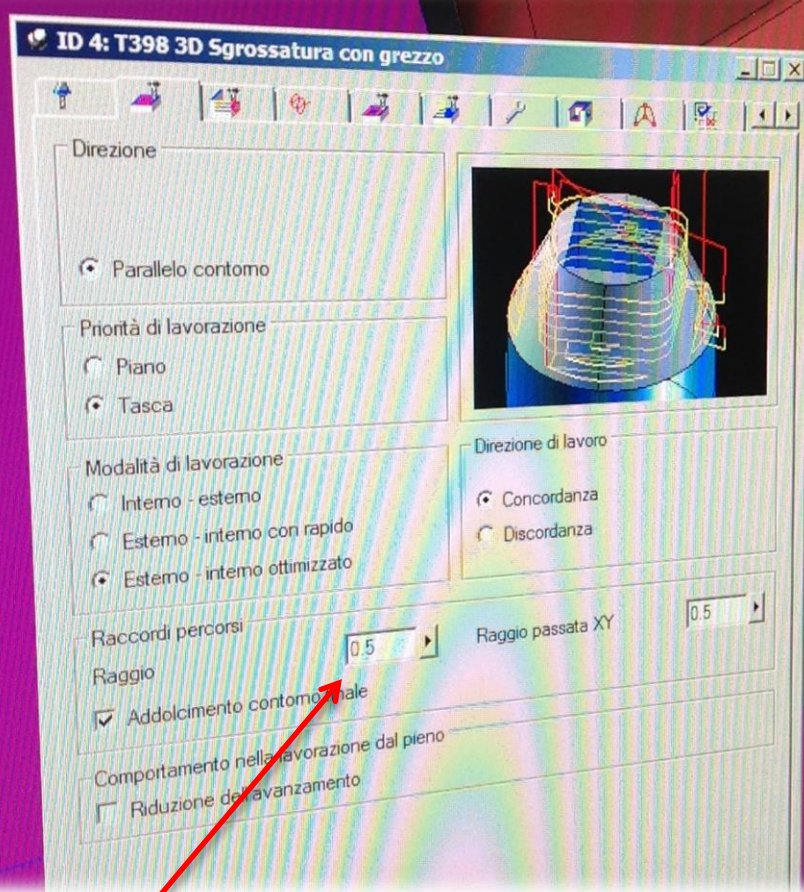 ID 4: T398 3D Sgrossatura con grezzo
Direzione
Parallelo contorno
Priorità di lavorazione
Piano
Tasca
Modalità di lavorazione
Interno - esterno
Esterno - interno con rapido
Esterno - interno ottimizzato
Direzione di lavoro
Concordanza
Discordanza
Raccordi percorsi
Raggio
0.5
Raggio passata XY
0.5
Addolcimento contorno finale
Comportamento nella lavorazione dal pieno
Riduzione dell'avanzamento